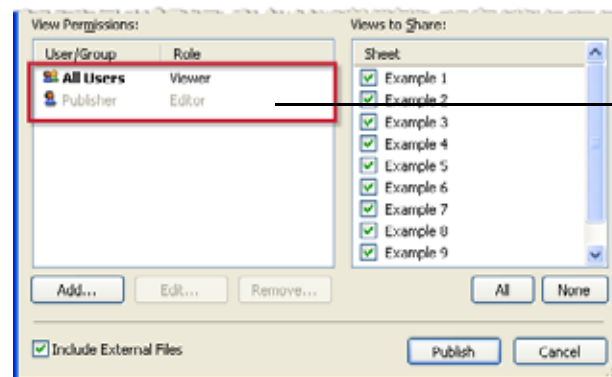 View Permissions:
User/Group Role
All Users Viewer
Publisher Editor
Add... Edit... Remove...
Views to Share:
Sheet
Example 1
Example 2
Example 3
Example 4
Example 5
Example 6
Example 7
Example 8
Example 9
All None
Include External Files
Publish Cancel